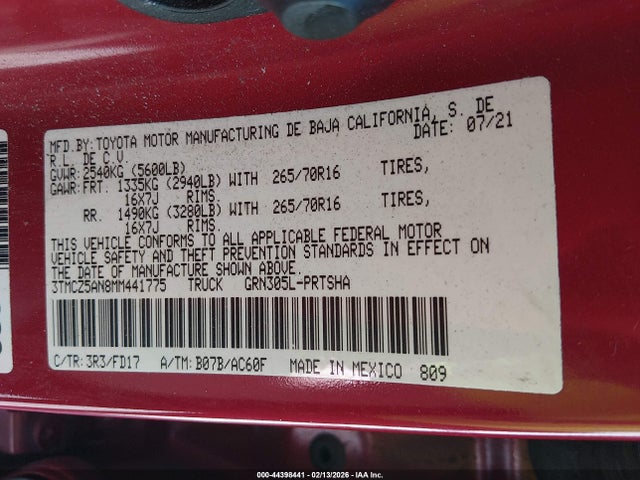 MFD.BY:TOYOTA MOTOR MANUFACTURING DE BAJA CALIFORNIA, S. DE
R.L. DE C.V. DATE: 07/21
GVWR:2540KG (5600LB)
GAWR:FRT. 1335KG (2940LB) WITH 265/70R16 TIRES,
16X7J RIMS.
RR. 1490KG (3280LB) WITH 265/70R16 TIRES,
16X7J RIMS.
THIS VEHICLE CONFORMS TO ALL APPLICABLE FEDERAL MOTOR
VEHICLE SAFETY AND THEFT PREVENTION STANDARDS IN EFFECT ON
THE DATE OF MANUFACTURE SHOWN ABOVE.
3TMCZ5AN8MM441775 TRUCK GRN305L-PRTSHA
C/TR:3R3/FD17 A/TM:B07B/AC60F MADE IN MEXICO 809
000-44398441 - 02/13/2026 - IAA Inc.